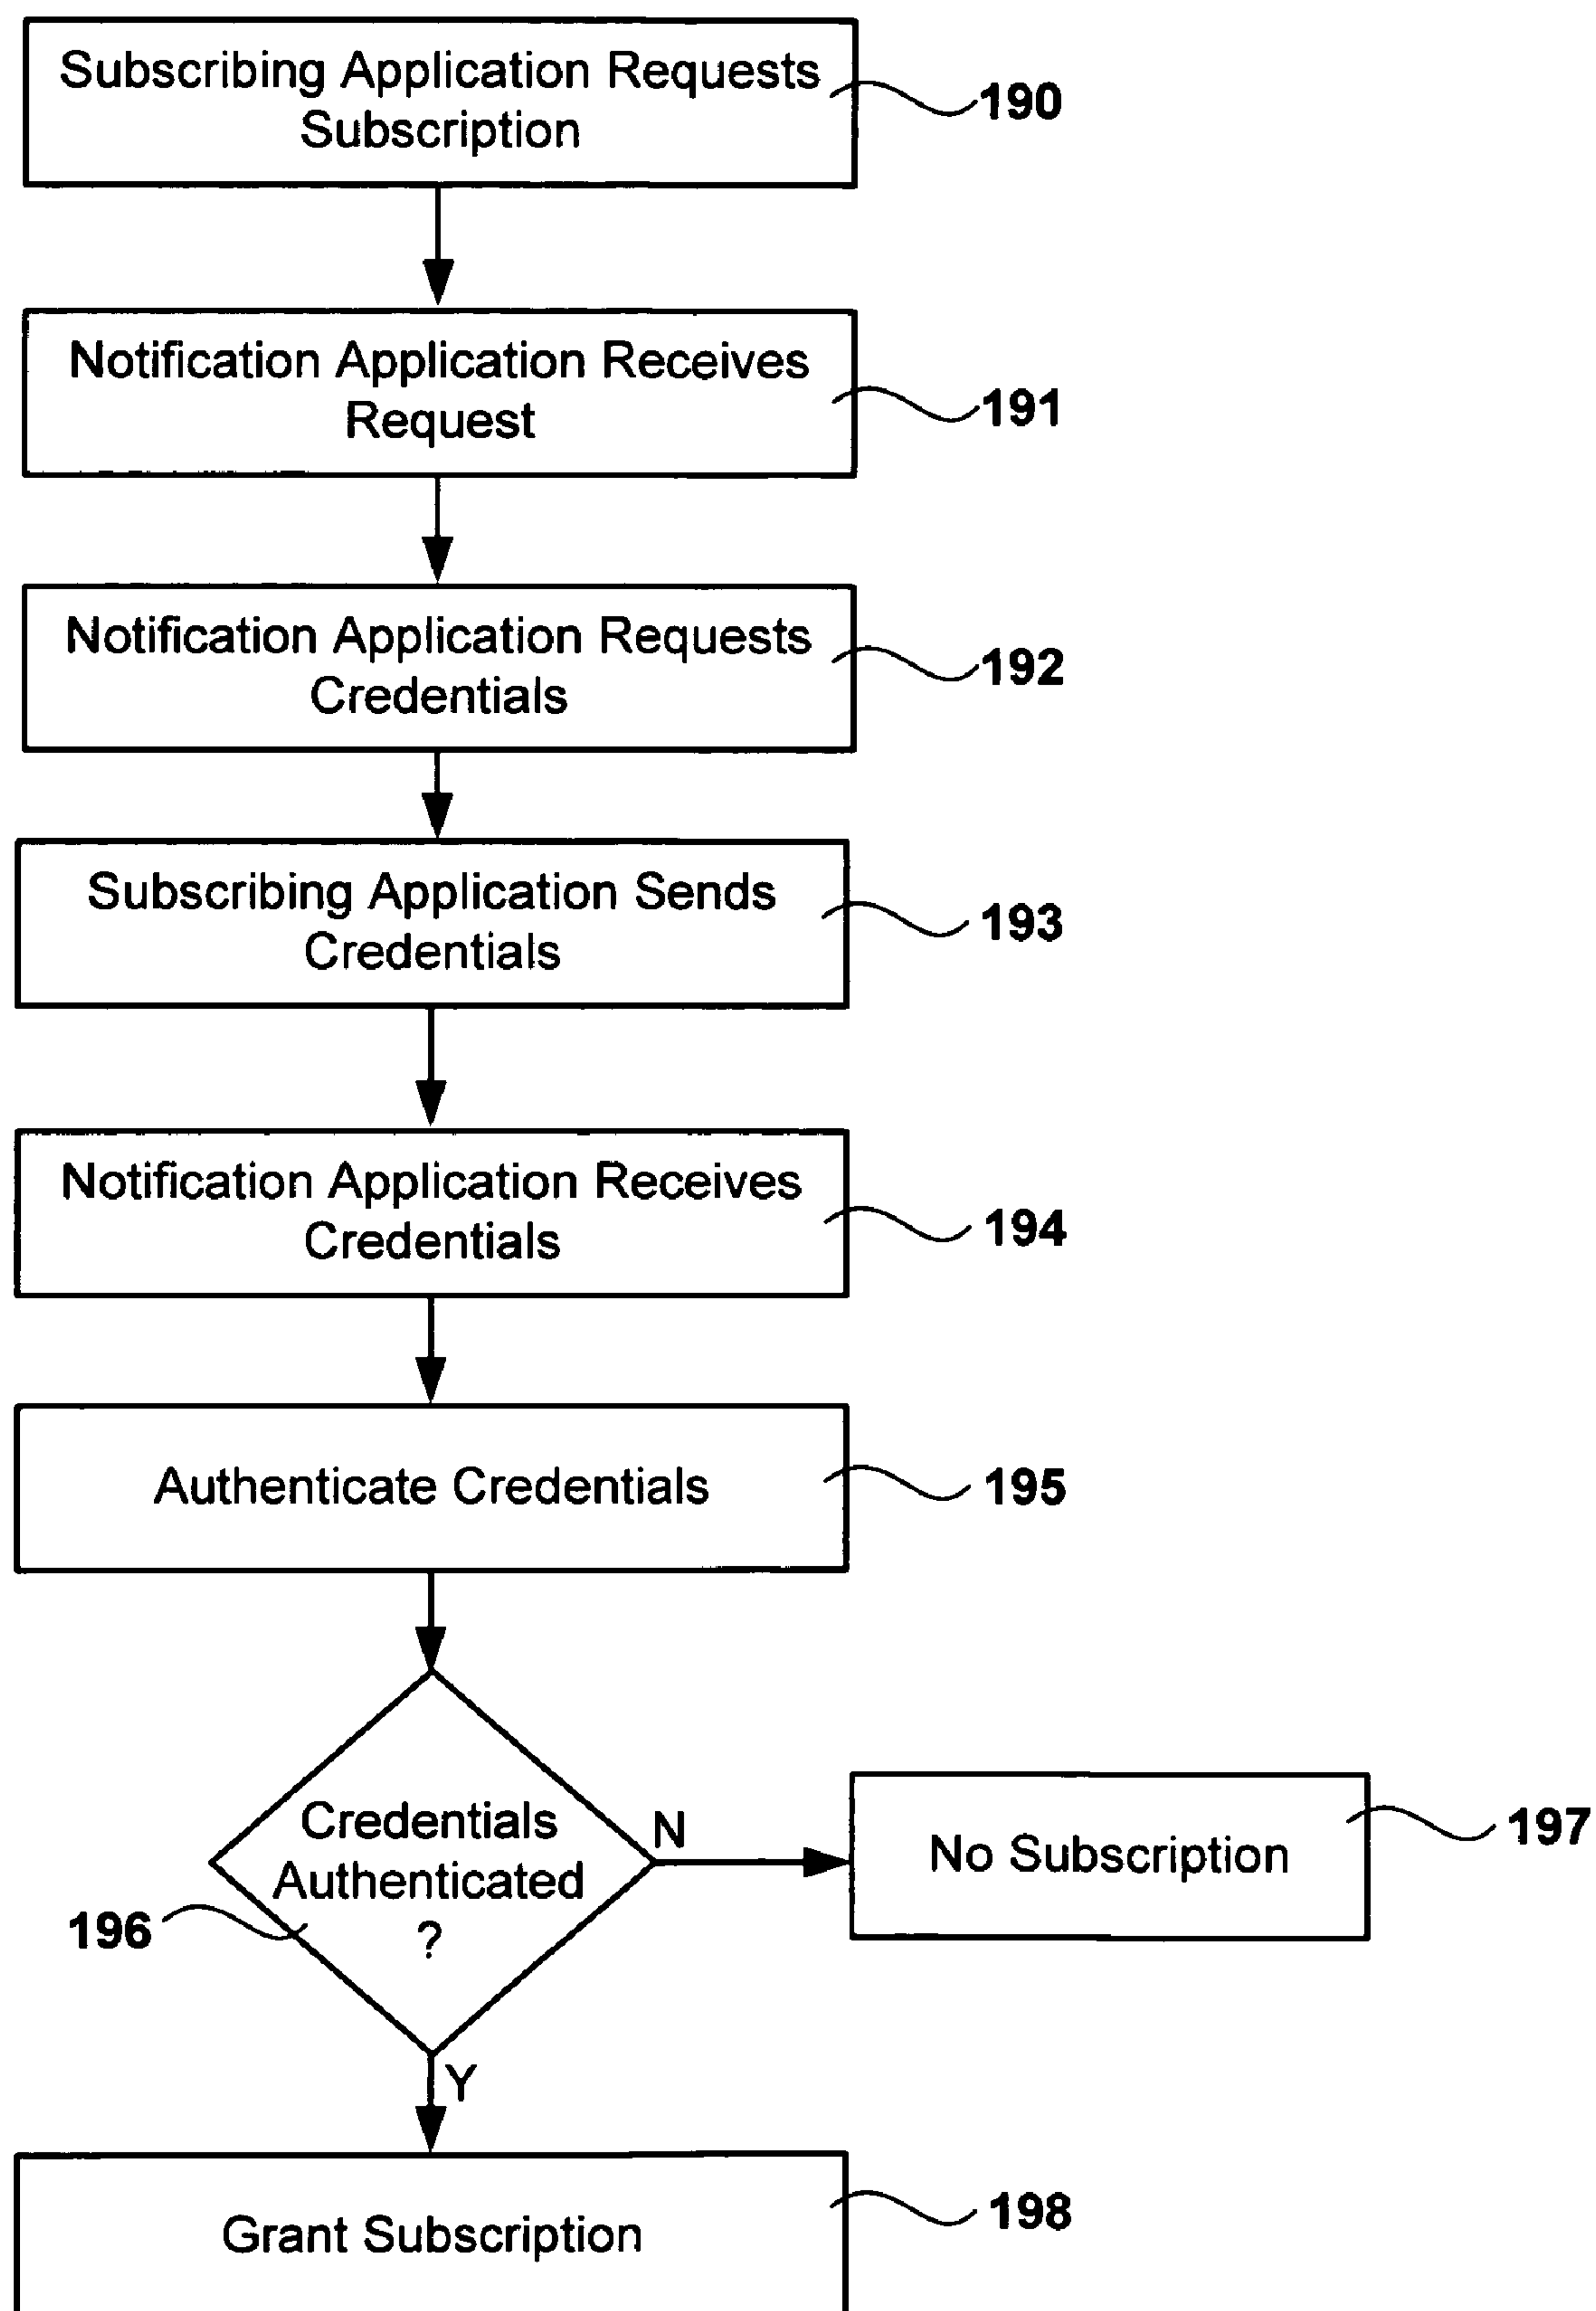 Subscribing Application Requests
Subscription
190
Notification Application Receives
Request
191
Notification Application Requests
Credentials
192
Subscribing Application Sends
Credentials
193
Notification Application Receives
Credentials
194
Authenticate Credentials
195
Credentials
Authenticated
?
196
N
No Subscription
197
Y
Grant Subscription
198